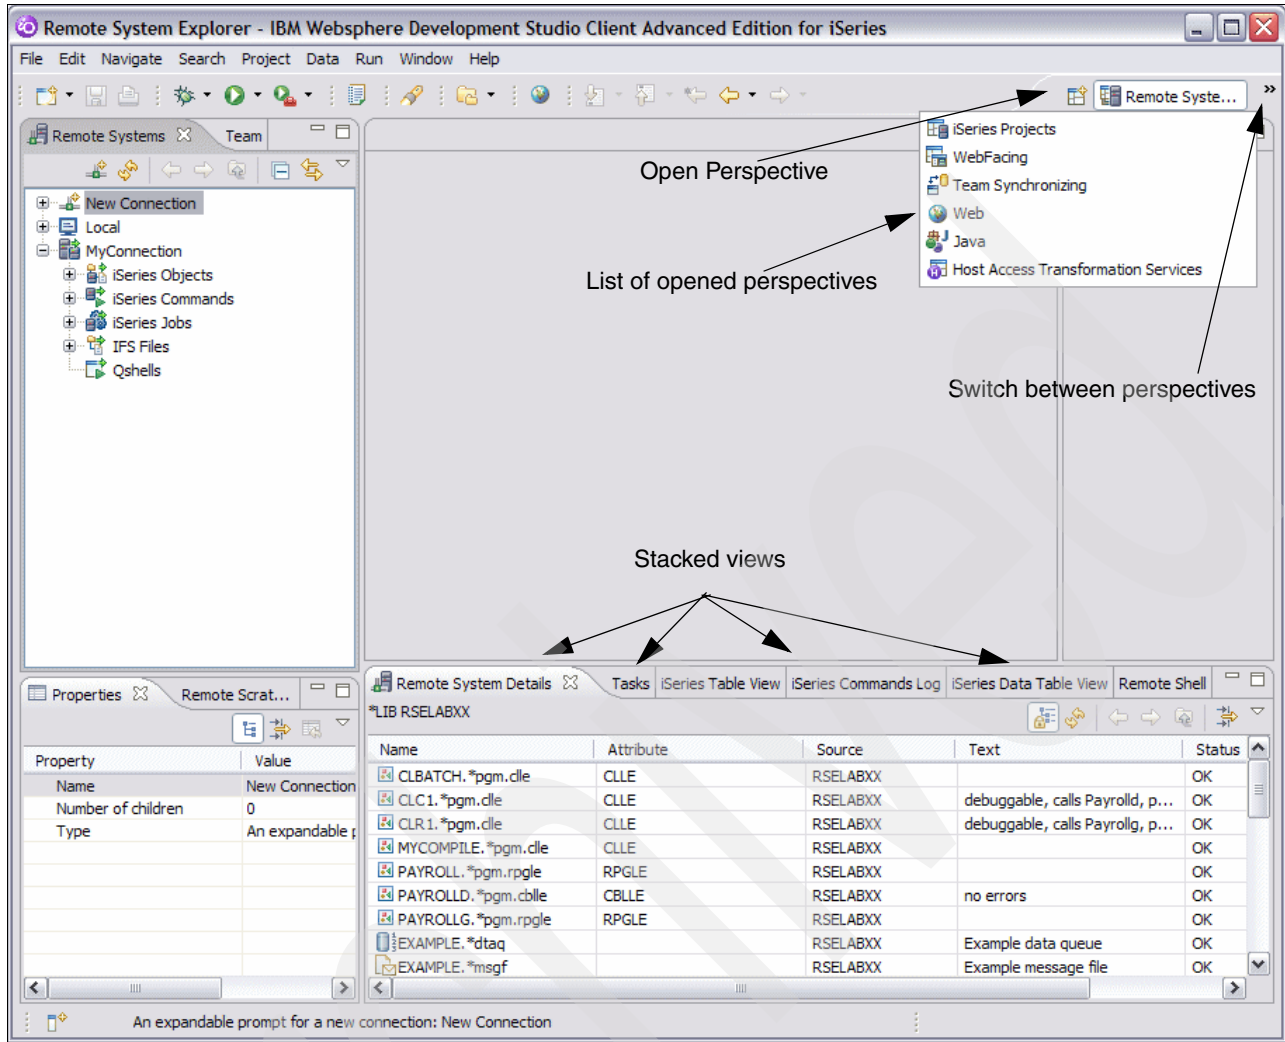 Remote System Explorer - IBM Websphere Development Studio Client Advanced Edition for iSeries
File Edit Navigate Search Project Data Run Window Help
Remote Syste... »
Remote Systems Team
iSeries Projects
WebFacing
Team Synchronizing
Web
Java
Host Access Transformation Services
Open Perspective
List of opened perspectives
Switch between perspectives
New Connection
Local
MyConnection
iSeries Objects
iSeries Commands
iSeries Jobs
IFS Files
Qshells
Stacked views
Properties Remote Scrat...
Property Value
Name New Connection
Number of children 0
Type An expandable p
Remote System Details Tasks iSeries Table View iSeries Commands Log iSeries Data Table View Remote Shell
*LIB RSELABXX
Name Attribute Source Text Status
CLBATCH.*pgm.clle CLLE RSELABXX OK
CLC1.*pgm.clle CLLE RSELABXX debuggable, calls Payrolld, p... OK
CLR1.*pgm.clle CLLE RSELABXX debuggable, calls Payrollg, p... OK
MYCOMPILE.*pgm.clle CLLE RSELABXX OK
PAYROLL.*pgm.rpgle RPGLE RSELABXX OK
PAYROLLD.*pgm.cblle CBLLE RSELABXX no errors OK
PAYROLLG.*pgm.rpgle RPGLE RSELABXX OK
EXAMPLE.*dtaq RSELABXX Example data queue OK
EXAMPLE.*msgf RSELABXX Example message file OK
An expandable prompt for a new connection: New Connection